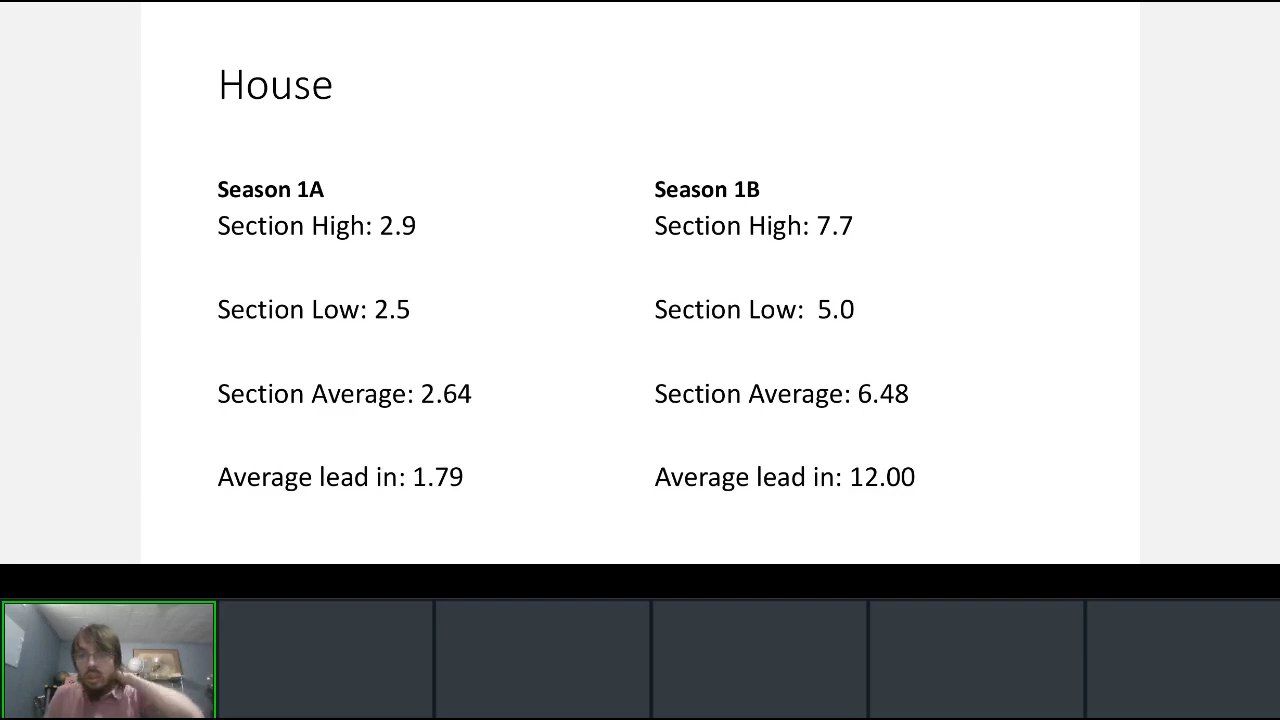 House
Season 1A
Section High: 2.9
Section Low: 2.5
Section Average: 2.64
Average lead in: 1.79
Season 1B
Section High: 7.7
Section Low:  5.0
Section Average: 6.48
Average lead in: 12.00